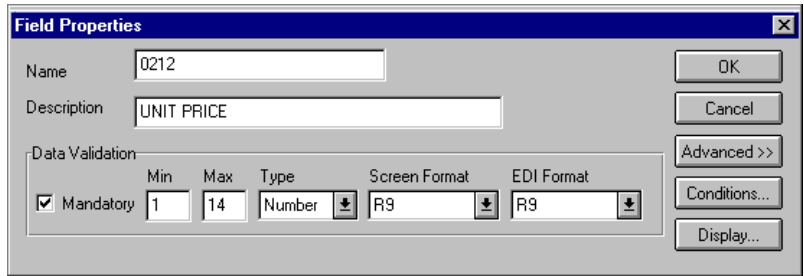 Field Properties
Name 0212
Description UNIT PRICE
OK
Cancel
Advanced >>
Conditions...
Display...
Data Validation
Min Max Type Screen Format EDI Format
Mandatory 1 14 Number R9 R9